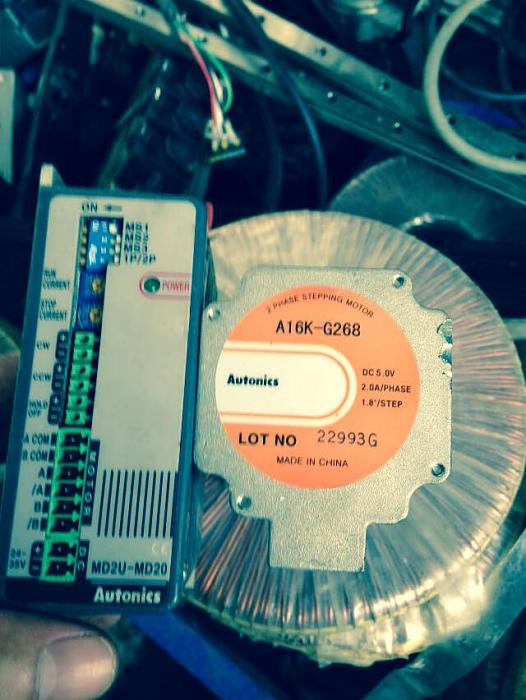 ON
MS1
MS2
MS3
1P/2P
RUN
CURRENT
STOP
CURRENT
POWER
CW
CCW
HOLD
OFF
A COM
B COM
A
/A
B
/B
MOTOR
24-
35V
DC
CE
MD2U-MD20
Autonics
2 PHASE STEPPING MOTOR
A16K-G268
Autonics
DC 5.0V
2.0A/PHASE
1.8°/STEP
LOT NO 22993G
MADE IN CHINA